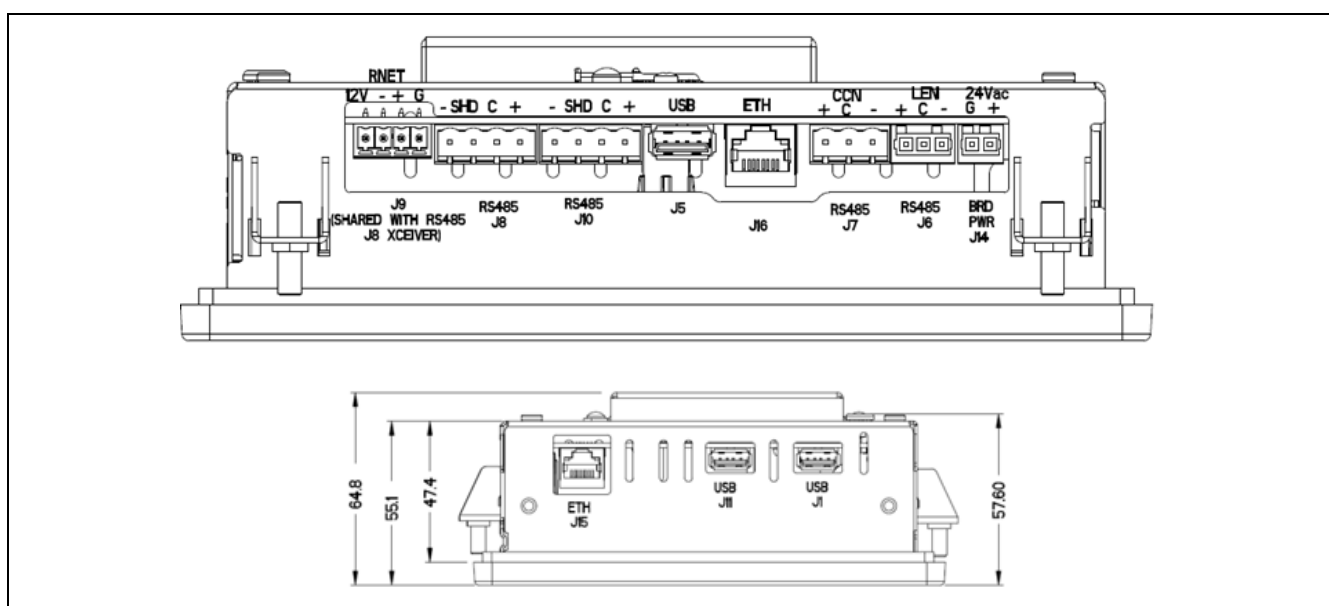 RNET
12V - + G
- SHD C +
- SHD C +
USB
ETH
CCN
+ C -
LEN
+ C -
24Vac
G +
J9
(SHARED WITH RS485
J8 XCEIVER)
RS485
J8
RS485
J10
J5
J16
RS485
J7
RS485
J6
BRD
PWR
J14
64.8
55.1
47.4
ETH
J15
USB
J11
USB
J1
57.60